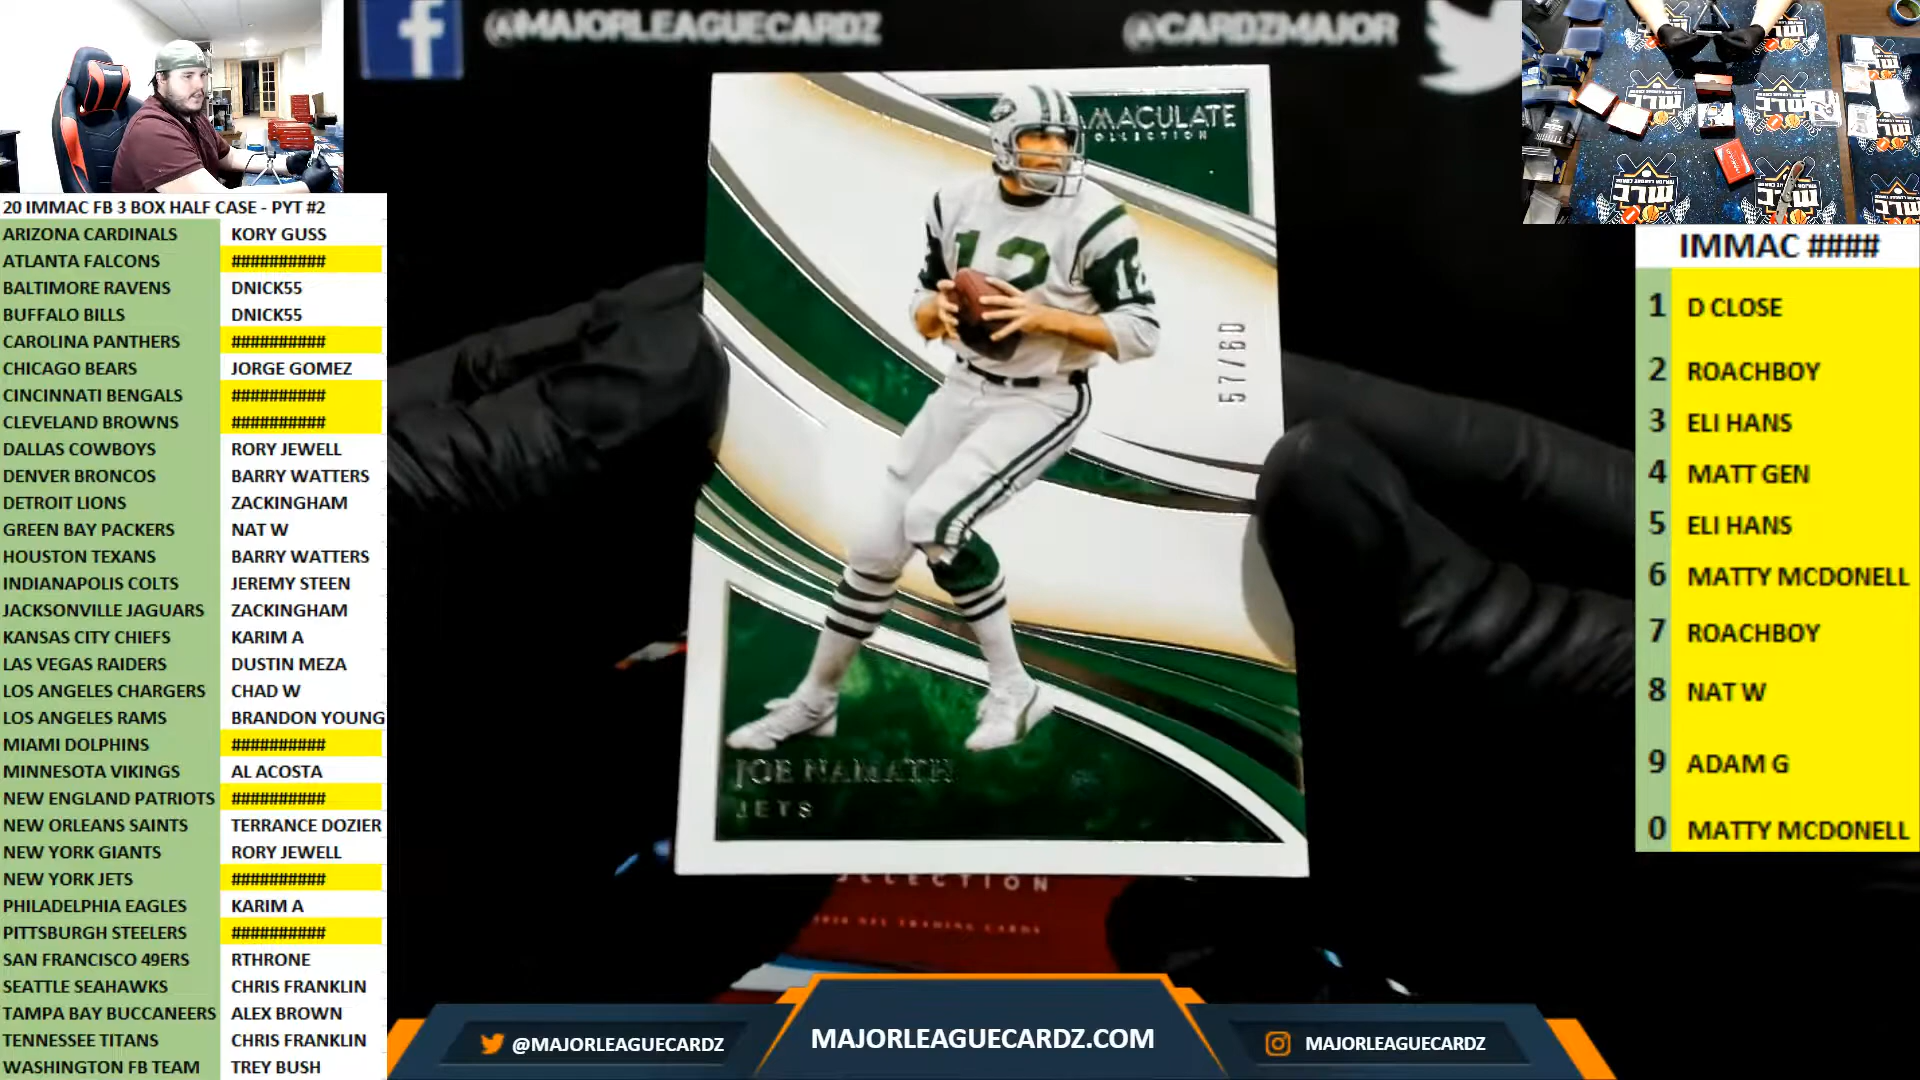 @MAJORLEAGUECARDZ
@CARDZMAJOR
20 IMMAC FB 3 BOX HALF CASE - PYT #2
ARIZONA CARDINALS KORY GUSS
ATLANTA FALCONS ##########
BALTIMORE RAVENS DNICK55
BUFFALO BILLS DNICK55
CAROLINA PANTHERS ##########
CHICAGO BEARS JORGE GOMEZ
CINCINNATI BENGALS ##########
CLEVELAND BROWNS ##########
DALLAS COWBOYS RORY JEWELL
DENVER BRONCOS BARRY WATTERS
DETROIT LIONS ZACKINGHAM
GREEN BAY PACKERS NAT W
HOUSTON TEXANS BARRY WATTERS
INDIANAPOLIS COLTS JEREMY STEEN
JACKSONVILLE JAGUARS ZACKINGHAM
KANSAS CITY CHIEFS KARIM A
LAS VEGAS RAIDERS DUSTIN MEZA
LOS ANGELES CHARGERS CHAD W
LOS ANGELES RAMS BRANDON YOUNG
MIAMI DOLPHINS ##########
MINNESOTA VIKINGS AL ACOSTA
NEW ENGLAND PATRIOTS ##########
NEW ORLEANS SAINTS TERRANCE DOZIER
NEW YORK GIANTS RORY JEWELL
NEW YORK JETS ##########
PHILADELPHIA EAGLES KARIM A
PITTSBURGH STEELERS ##########
SAN FRANCISCO 49ERS RTHRONE
SEATTLE SEAHAWKS CHRIS FRANKLIN
TAMPA BAY BUCCANEERS ALEX BROWN
TENNESSEE TITANS CHRIS FRANKLIN
WASHINGTON FB TEAM TREY BUSH
MACULATE
OLLECTION
12
12
57/60
JOE NAMATH
JETS
LLECTION
NFL TRADING CARDS
IMMAC ####
1 D CLOSE
2 ROACHBOY
3 ELI HANS
4 MATT GEN
5 ELI HANS
6 MATTY MCDONELL
7 ROACHBOY
8 NAT W
9 ADAM G
0 MATTY MCDONELL
@MAJORLEAGUECARDZ
MAJORLEAGUECARDZ.COM
MAJORLEAGUECARDZ